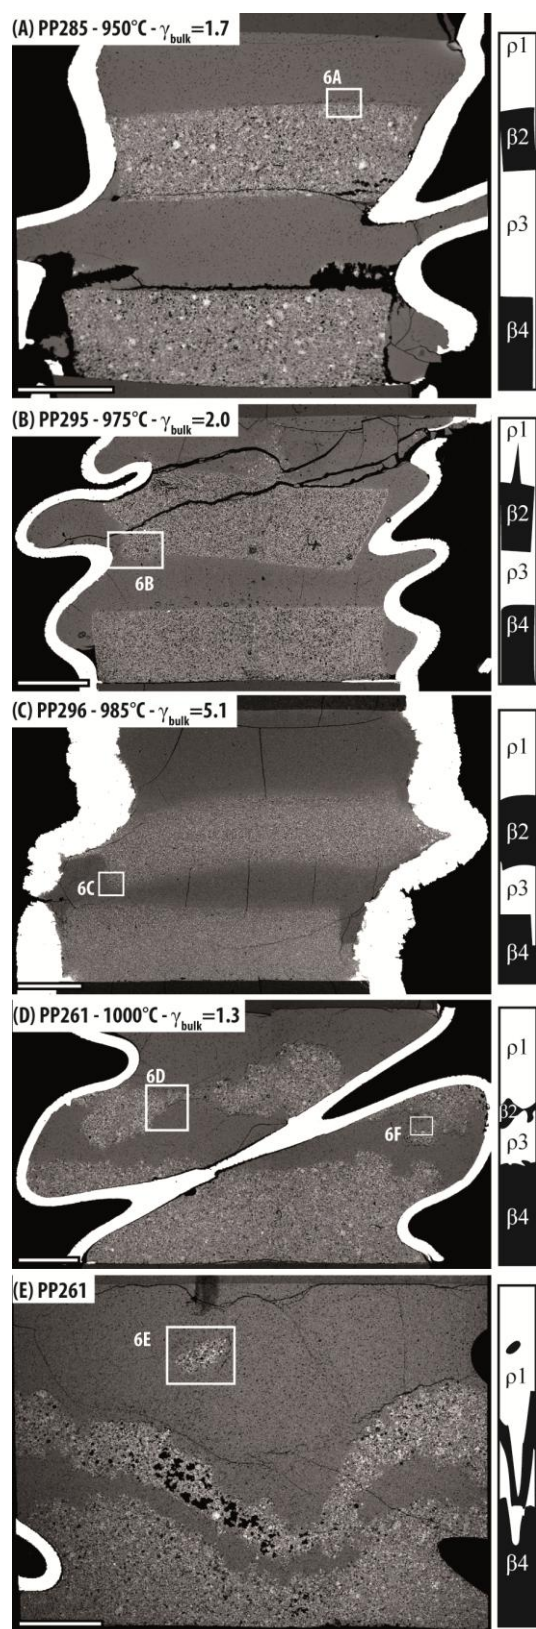 (A) PP285 - 950°C - γbulk=1.7
6A
ρ1
β2
ρ3
β4
(B) PP295 - 975°C - γbulk=2.0
6B
ρ1
β2
ρ3
β4
(C) PP296 - 985°C - γbulk=5.1
6C
ρ1
β2
ρ3
β4
(D) PP261 - 1000°C - γbulk=1.3
6D
6F
ρ1
β2
ρ3
β4
(E) PP261
6E
ρ1
β4